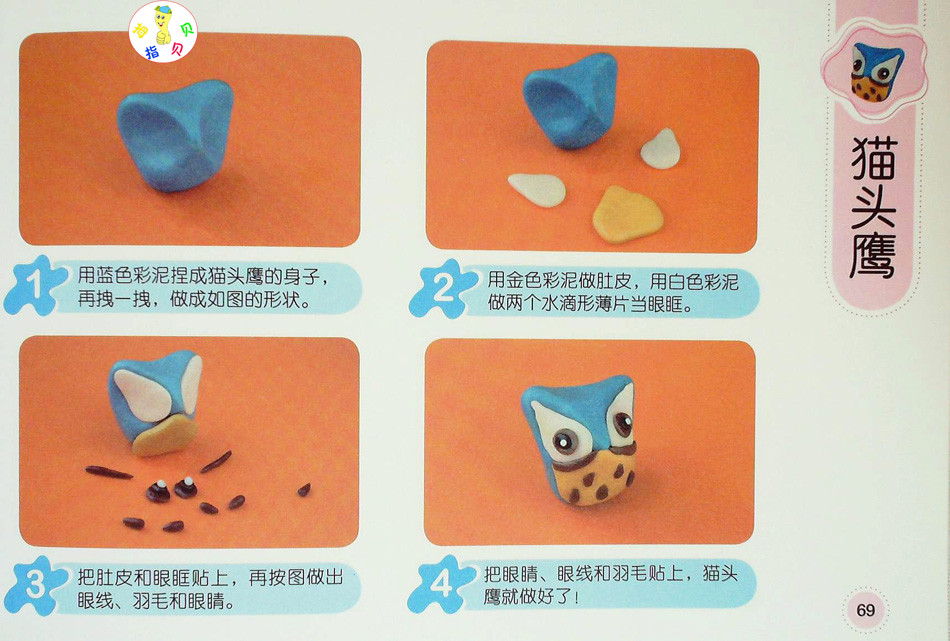 指
贝
贝
猫头鹰
1
用蓝色彩泥捏成猫头鹰的身子，
再拽一拽，做成如图的形状。
2
用金色彩泥做肚皮，用白色彩泥
做两个水滴形薄片当眼眶。
3
把肚皮和眼眶贴上，再按图做出
眼线、羽毛和眼睛。
4
把眼睛、眼线和羽毛贴上，猫头
鹰就做好了！
69